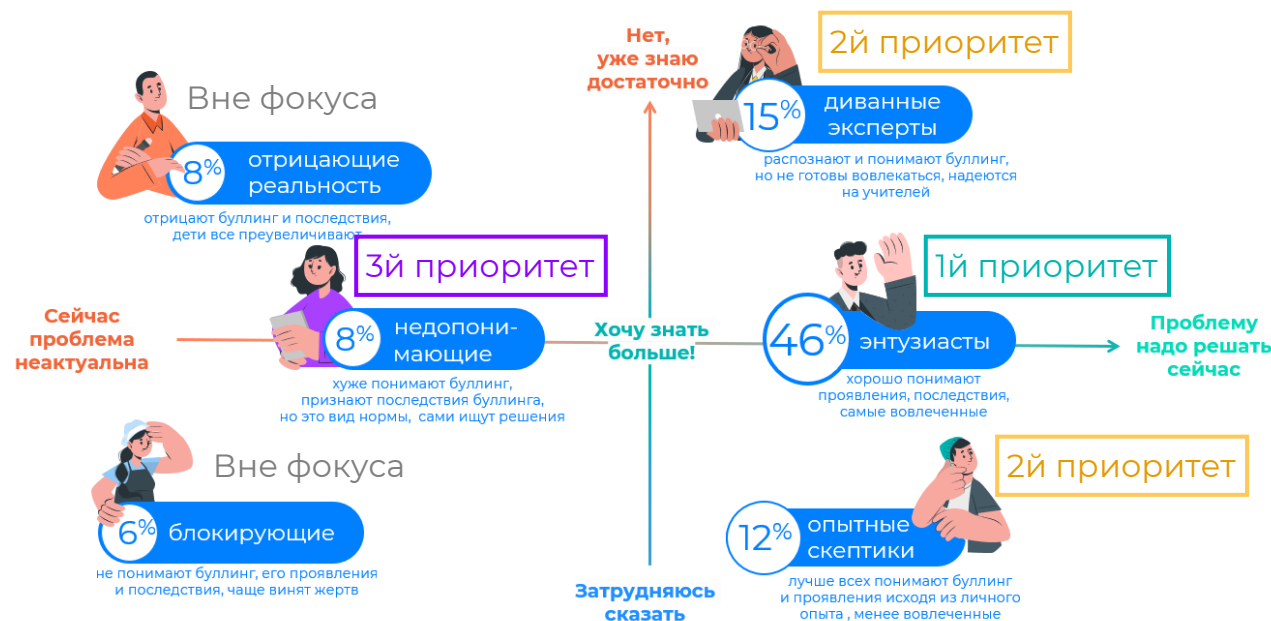 Нет,
уже знаю
достаточно
2й приоритет
15%
диванные
эксперты
распознают и понимают буллинг,
но не готовы вовлекаться, надеются
на учителей
Вне фокуса
8%
отрицающие
реальность
отрицают буллинг и последствия,
дети все преувеличивают
3й приоритет
8%
недопони-
мающие
хуже понимают буллинг,
признают последствия буллинга,
но это вид нормы, сами ищут решения
1й приоритет
46%
энтузиасты
хорошо понимают
проявления, последствия,
самые вовлеченные
Сейчас
проблема
неактуальна
Хочу знать
больше!
Проблему
надо решать
сейчас
Вне фокуса
6%
блокирующие
не понимают буллинг, его проявления
и последствия, чаще винят жертв
2й приоритет
12%
опытные
скептики
лучше всех понимают буллинг
и проявления исходя из личного
опыта , менее вовлеченные
Затрудняюсь
сказать